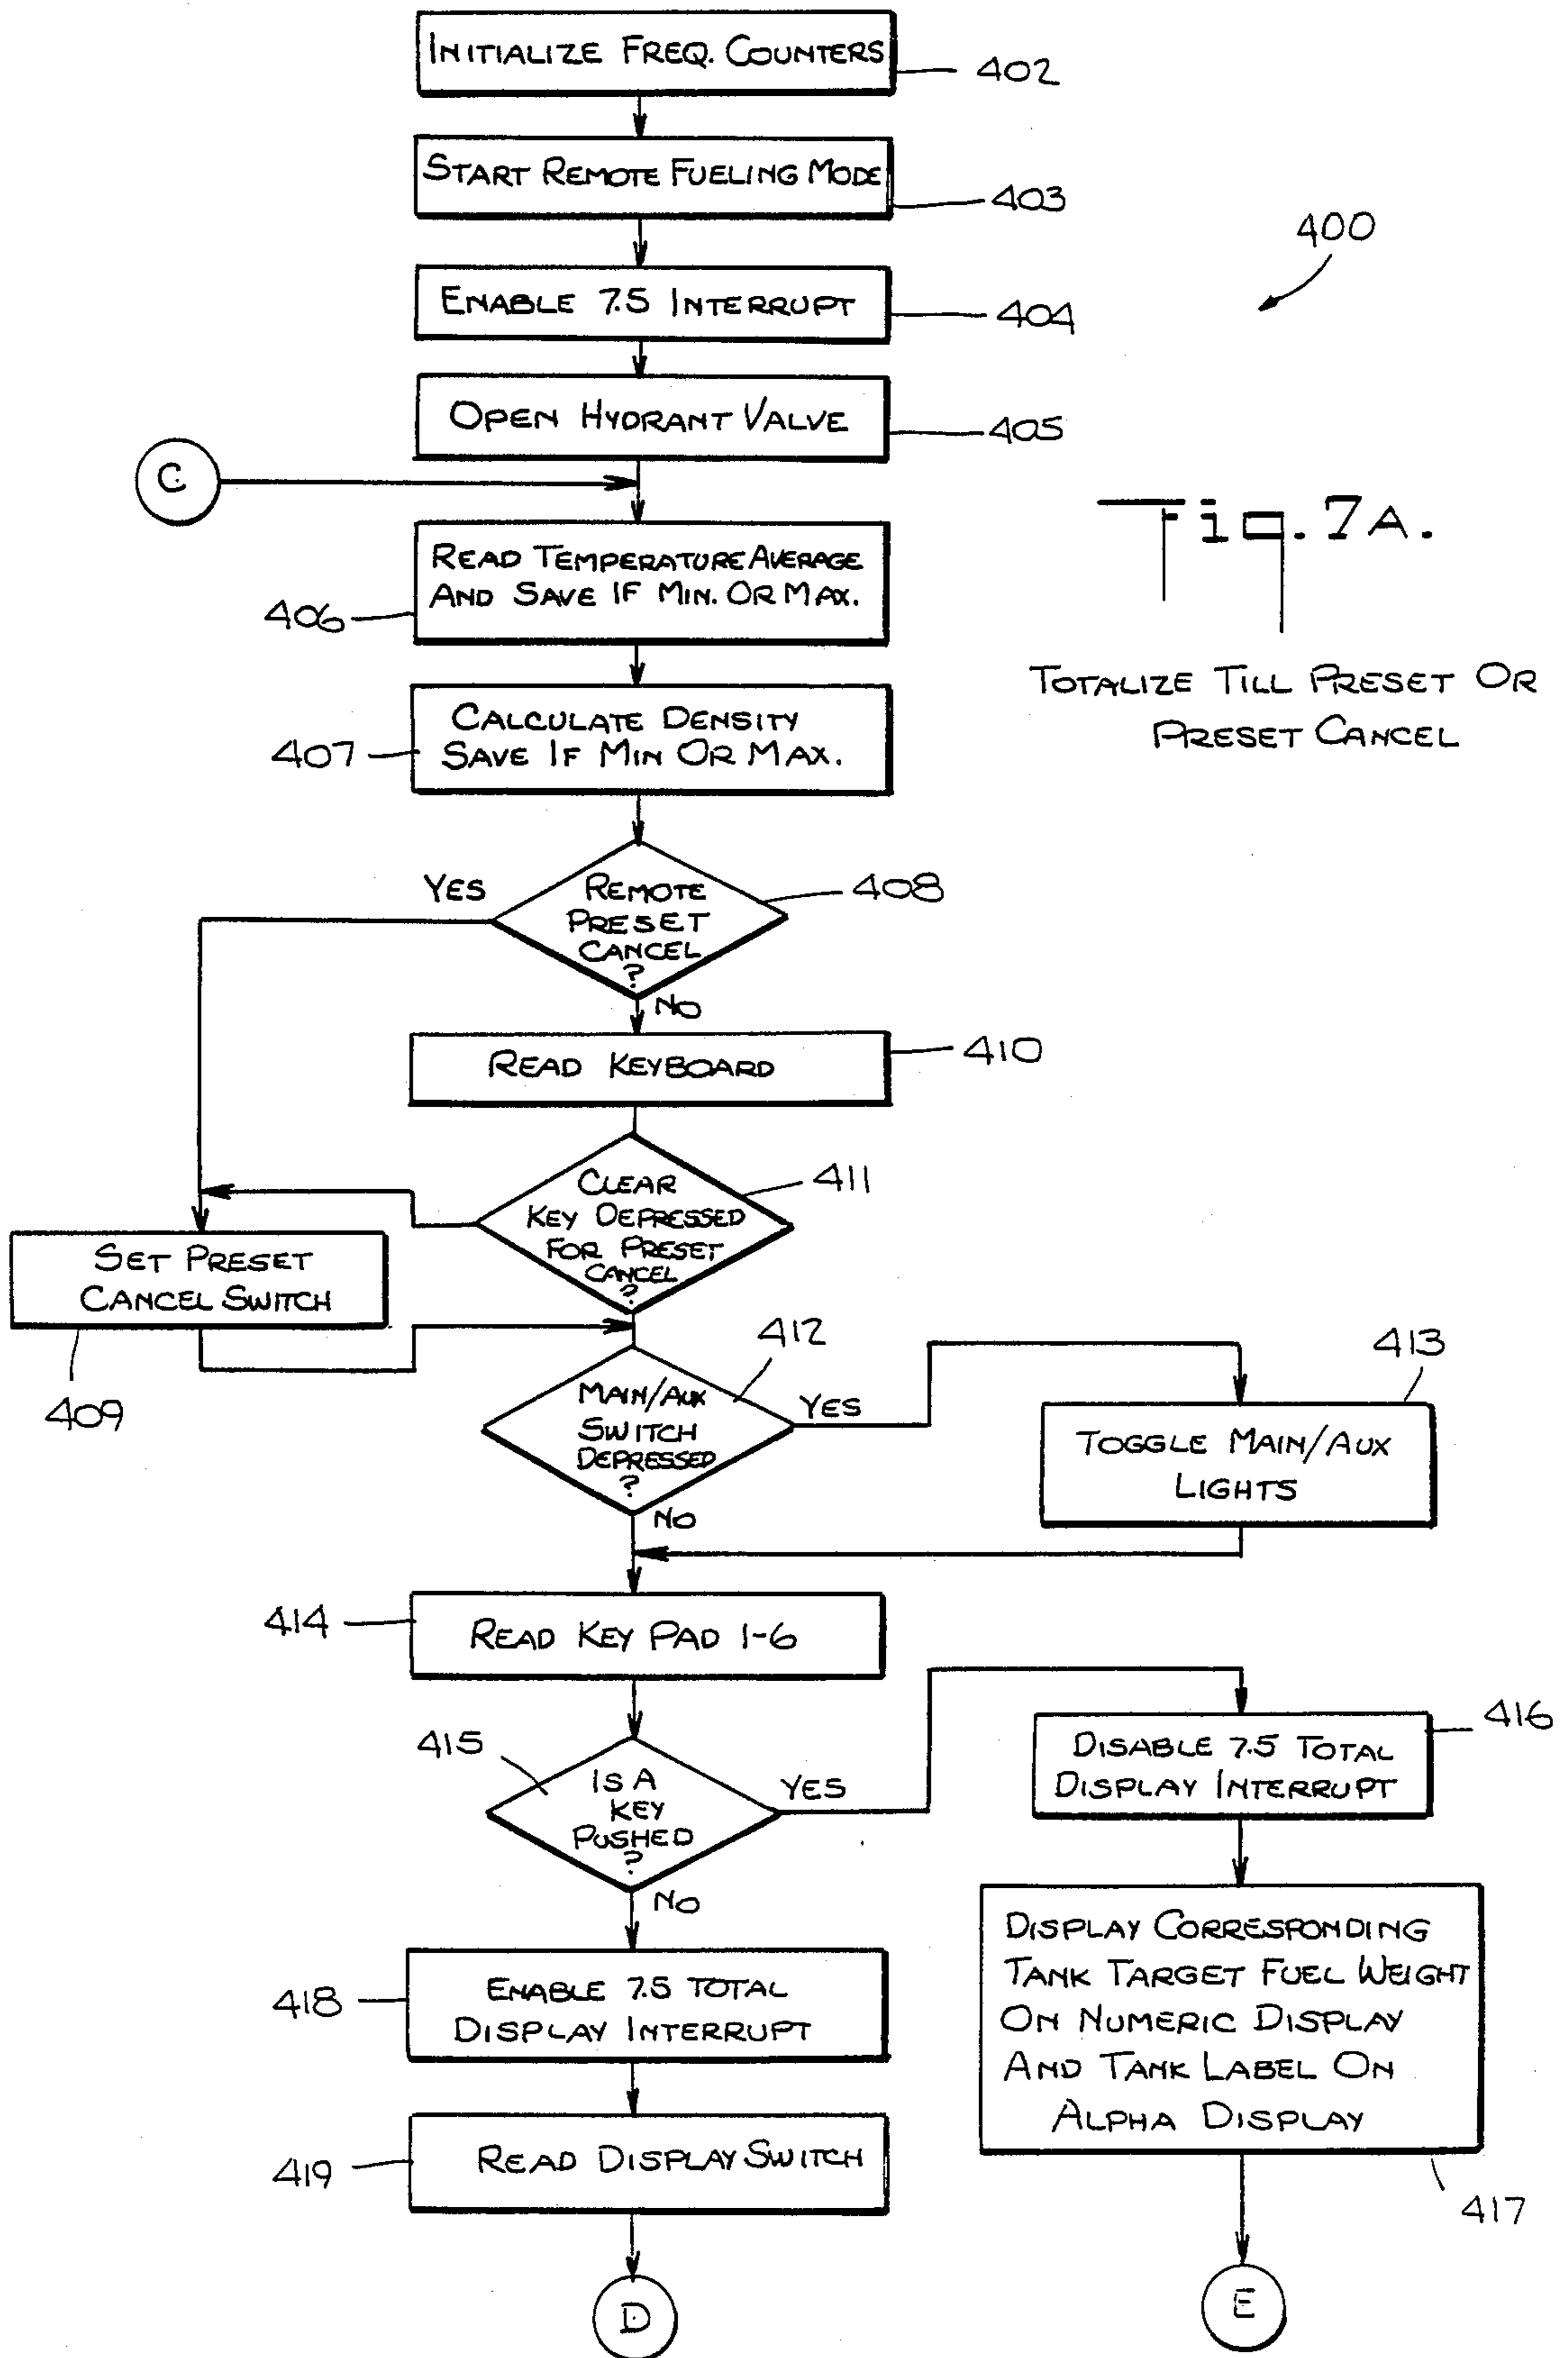 INITIALIZE FREQ. COUNTERS
402
START REMOTE FUELING MODE
403
400
ENABLE 7.5 INTERRUPT
404
OPEN HYDRANT VALVE
405
C
Fig. 7A.
READ TEMPERATURE AVERAGE
AND SAVE IF MIN. OR MAX.
406
TOTALIZE TILL PRESET OR
PRESET CANCEL
CALCULATE DENSITY
SAVE IF MIN OR MAX.
407
YES
REMOTE
PRESET
CANCEL
?
408
NO
READ KEYBOARD
410
CLEAR
KEY DEPRESSED
FOR PRESET
CANCEL
?
411
SET PRESET
CANCEL SWITCH
409
412
MAIN/AUX
SWITCH
DEPRESSED
?
YES
413
TOGGLE MAIN/AUX
LIGHTS
NO
414
READ KEY PAD 1-6
415
IS A
KEY
PUSHED
?
YES
416
DISABLE 7.5 TOTAL
DISPLAY INTERRUPT
NO
DISPLAY CORRESPONDING
TANK TARGET FUEL WEIGHT
ON NUMERIC DISPLAY
AND TANK LABEL ON
ALPHA DISPLAY
417
418
ENABLE 7.5 TOTAL
DISPLAY INTERRUPT
419
READ DISPLAY SWITCH
D
E